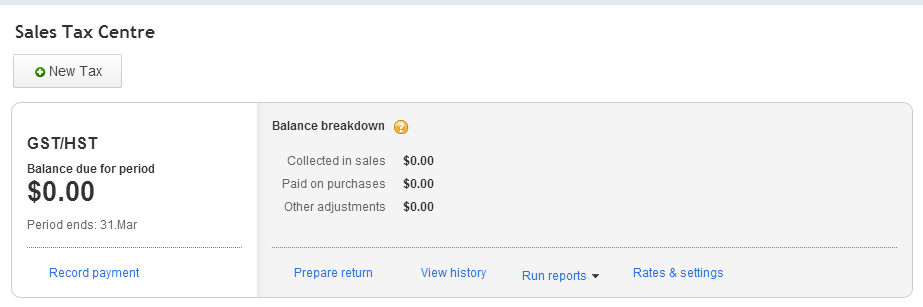 Sales Tax Centre
New Tax
GST/HST
Balance due for period
$0.00
Period ends: 31.Mar
Record payment
Balance breakdown ?
Collected in sales $0.00
Paid on purchases $0.00
Other adjustments $0.00
Prepare return View history Run reports Rates & settings